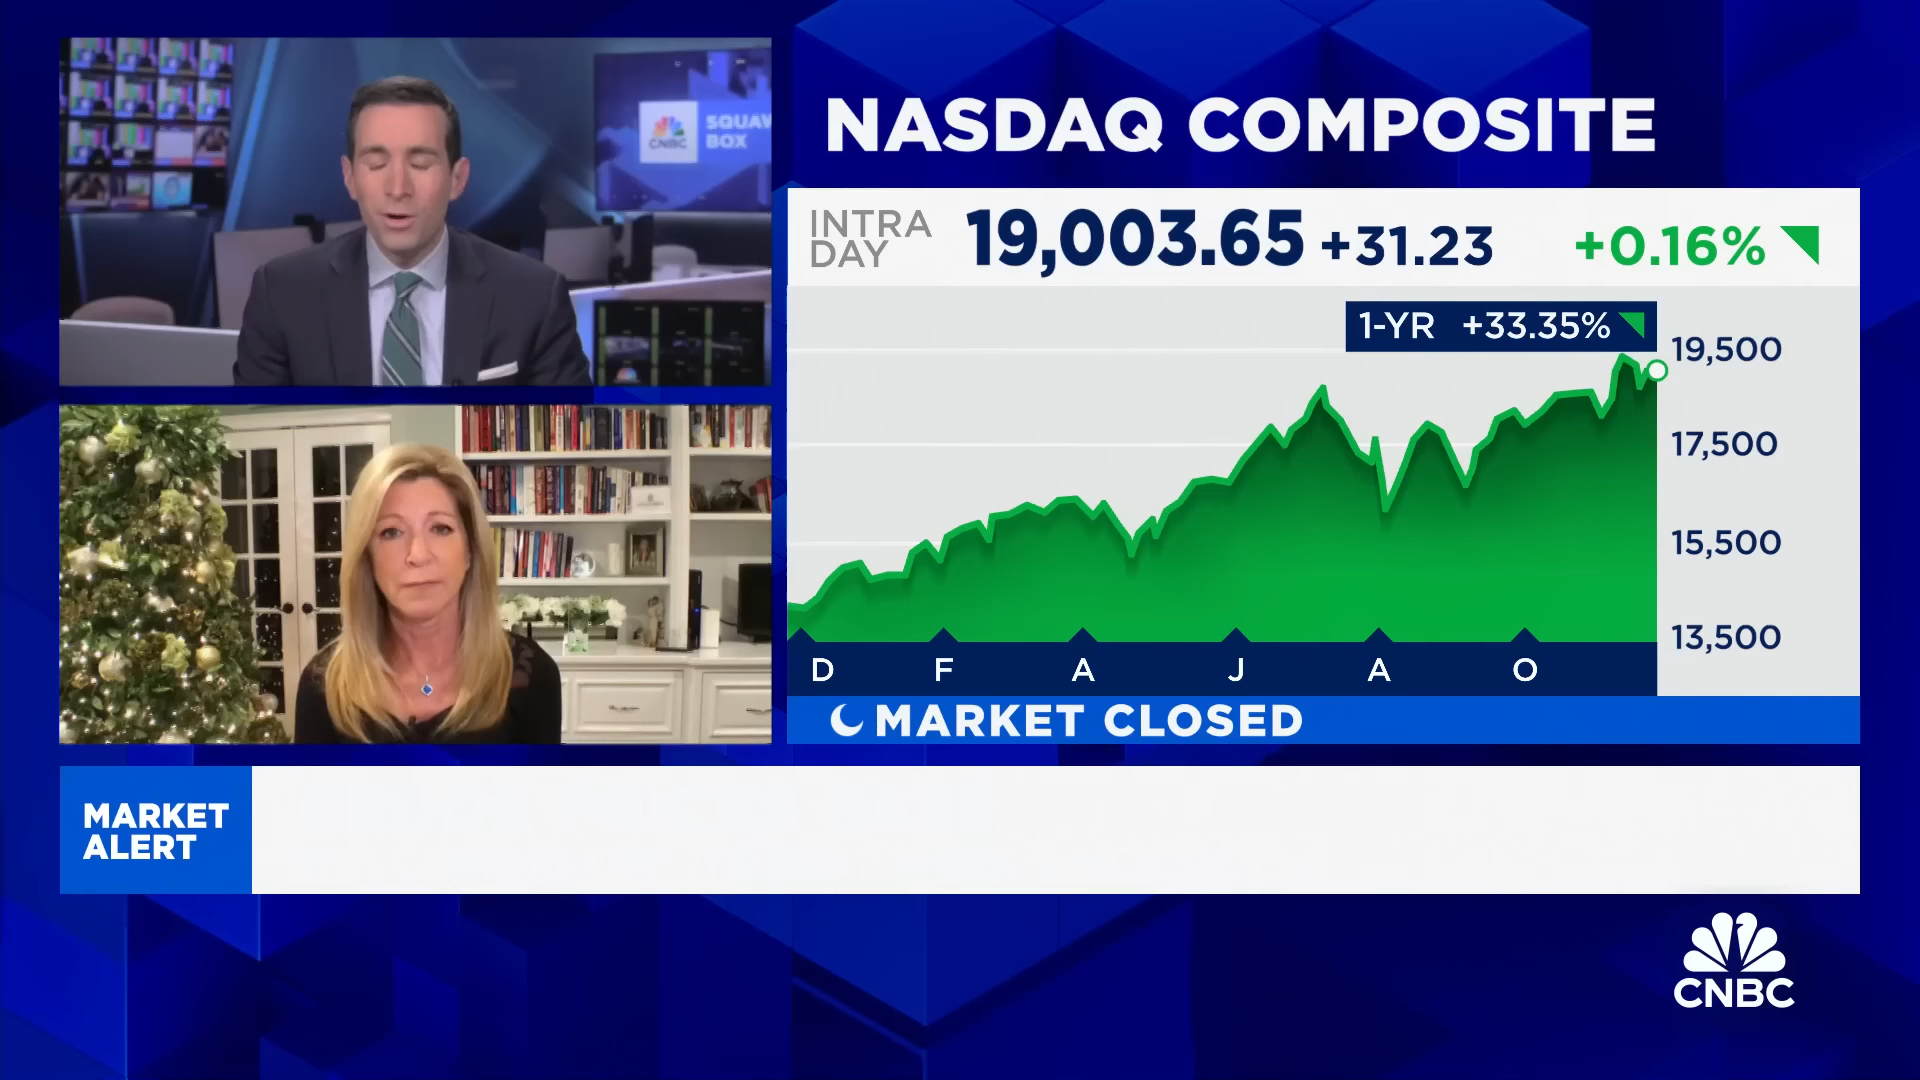 CNBC
SQUAW
BOX
NASDAQ COMPOSITE
INTRA
DAY
19,003.65 +31.23 +0.16%
1-YR +33.35%
19,500
17,500
15,500
13,500
D F A J A O
MARKET CLOSED
MARKET
ALERT
CNBC